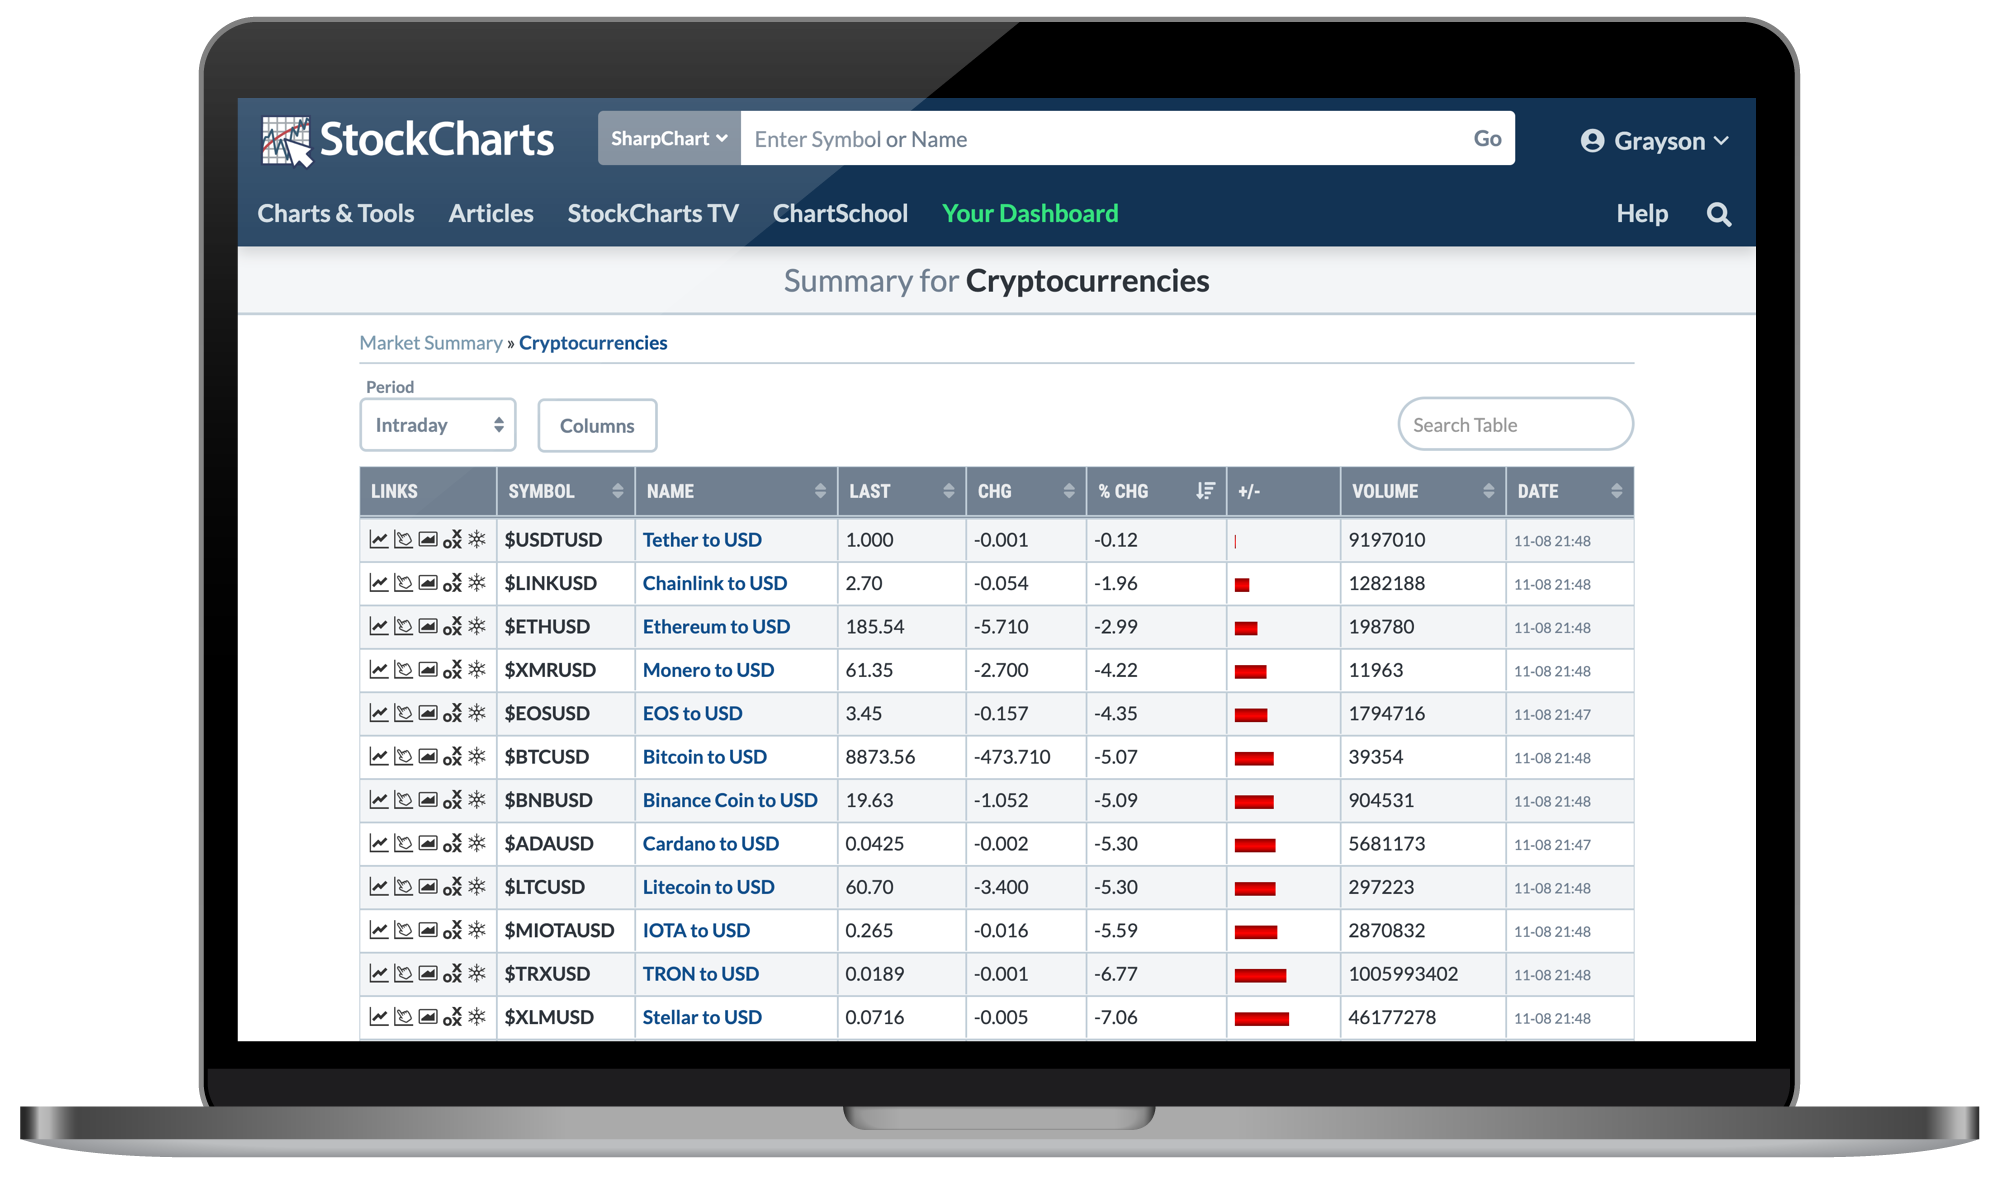 StockCharts SharpChart Enter Symbol or Name Go Grayson
Charts & Tools Articles StockCharts TV ChartSchool Your Dashboard Help
Summary for Cryptocurrencies
Market Summary » Cryptocurrencies
Period
Intraday Columns Search Table
LINKS SYMBOL NAME LAST CHG % CHG +/- VOLUME DATE
$USDTUSD Tether to USD 1.000 -0.001 -0.12 9197010 11-08 21:48
$LINKUSD Chainlink to USD 2.70 -0.054 -1.96 1282188 11-08 21:48
$ETHUSD Ethereum to USD 185.54 -5.710 -2.99 198780 11-08 21:48
$XMRUSD Monero to USD 61.35 -2.700 -4.22 11963 11-08 21:48
$EOSUSD EOS to USD 3.45 -0.157 -4.35 1794716 11-08 21:47
$BTCUSD Bitcoin to USD 8873.56 -473.710 -5.07 39354 11-08 21:48
$BNBUSD Binance Coin to USD 19.63 -1.052 -5.09 904531 11-08 21:48
$ADAUSD Cardano to USD 0.0425 -0.002 -5.30 5681173 11-08 21:47
$LTCUSD Litecoin to USD 60.70 -3.400 -5.30 297223 11-08 21:48
$MIOTAUSD IOTA to USD 0.265 -0.016 -5.59 2870832 11-08 21:48
$TRXUSD TRON to USD 0.0189 -0.001 -6.77 1005993402 11-08 21:48
$XLMUSD Stellar to USD 0.0716 -0.005 -7.06 46177278 11-08 21:48